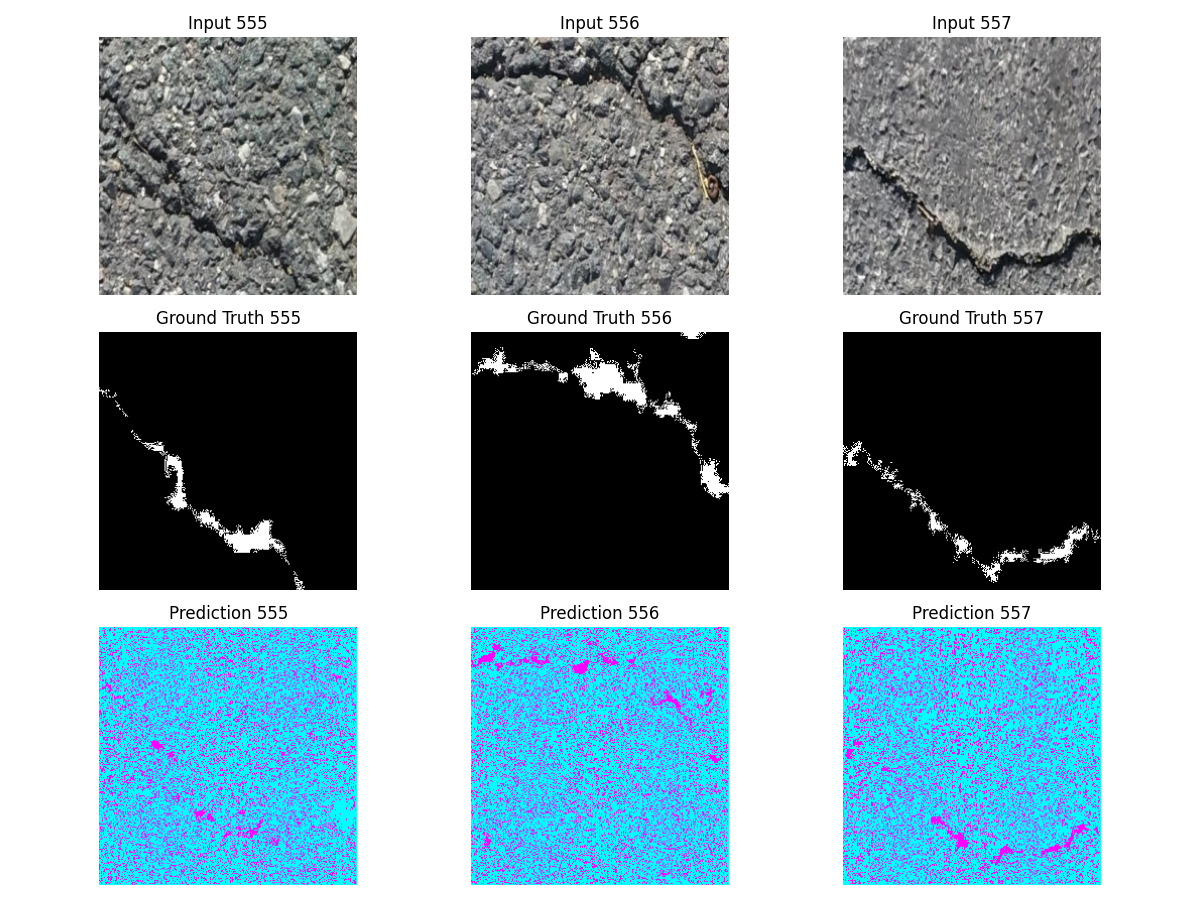 Input 555
Input 556
Input 557
Ground Truth 555
Ground Truth 556
Ground Truth 557
Prediction 555
Prediction 556
Prediction 557